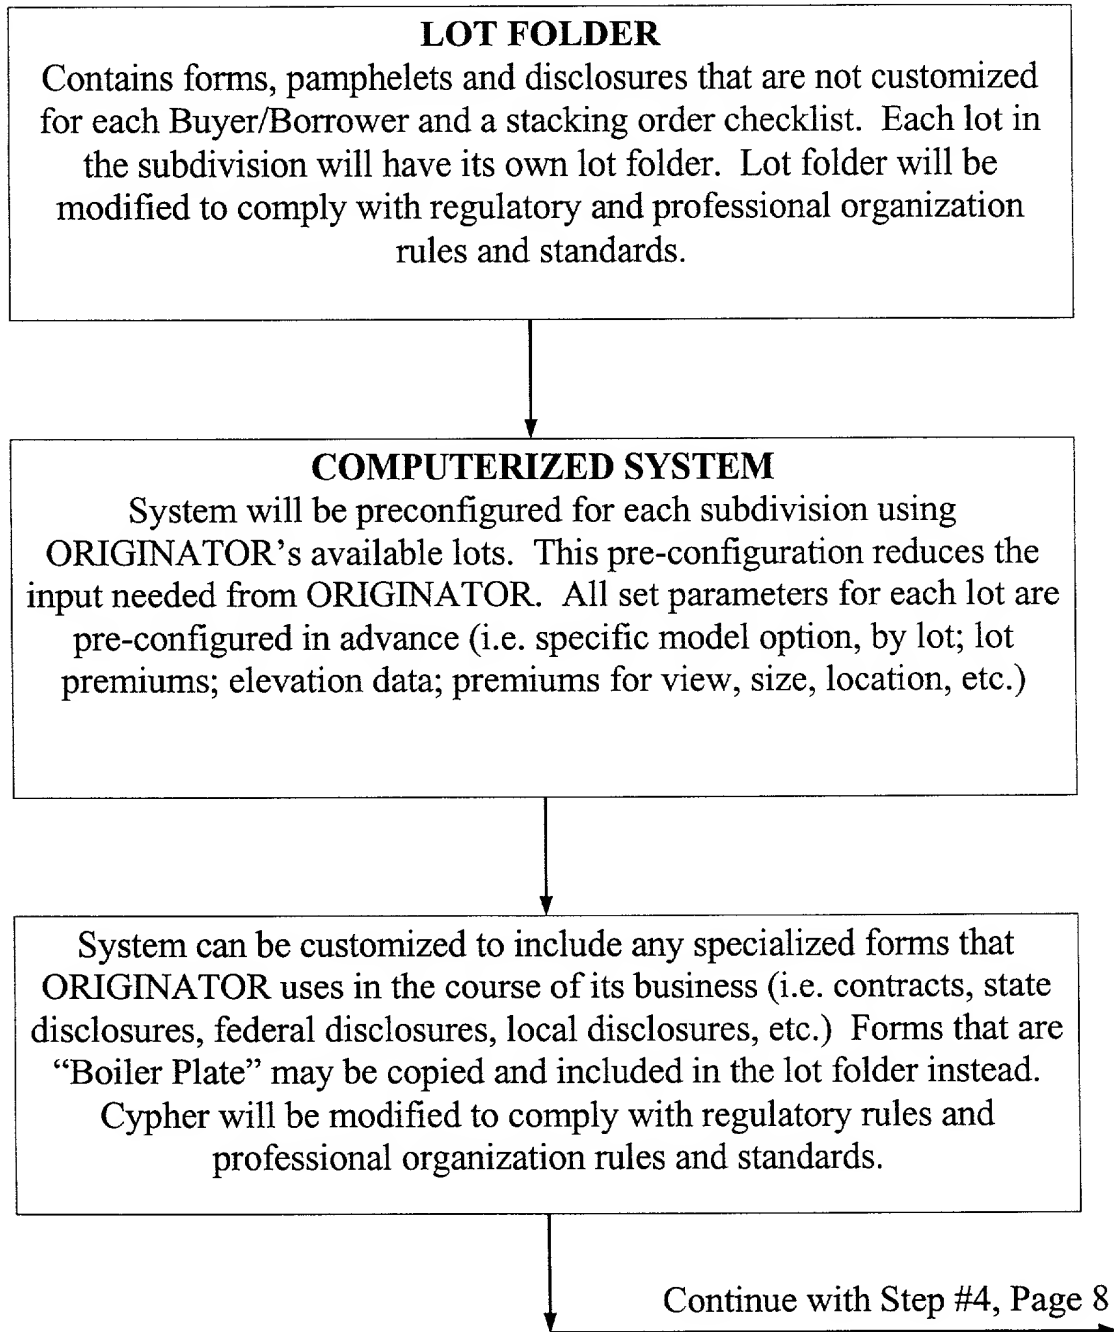 LOT FOLDER
Contains forms, pamphelets and disclosures that are not customized
for each Buyer/Borrower and a stacking order checklist.  Each lot in
the subdivision will have its own lot folder.  Lot folder will be
modified to comply with regulatory and professional organization
rules and standards.
COMPUTERIZED SYSTEM
System will be preconfigured for each subdivision using
ORIGINATOR's available lots.  This pre-configuration reduces the
input needed from ORIGINATOR.  All set parameters for each lot are
pre-configured in advance (i.e. specific model option, by lot; lot
premiums; elevation data; premiums for view, size, location, etc.)
System can be customized to include any specialized forms that
ORIGINATOR uses in the course of its business (i.e. contracts, state
disclosures, federal disclosures, local disclosures, etc.)  Forms that are
"Boiler Plate" may be copied and included in the lot folder instead.
Cypher will be modified to comply with regulatory rules and
professional organization rules and standards.
Continue with Step #4, Page 8